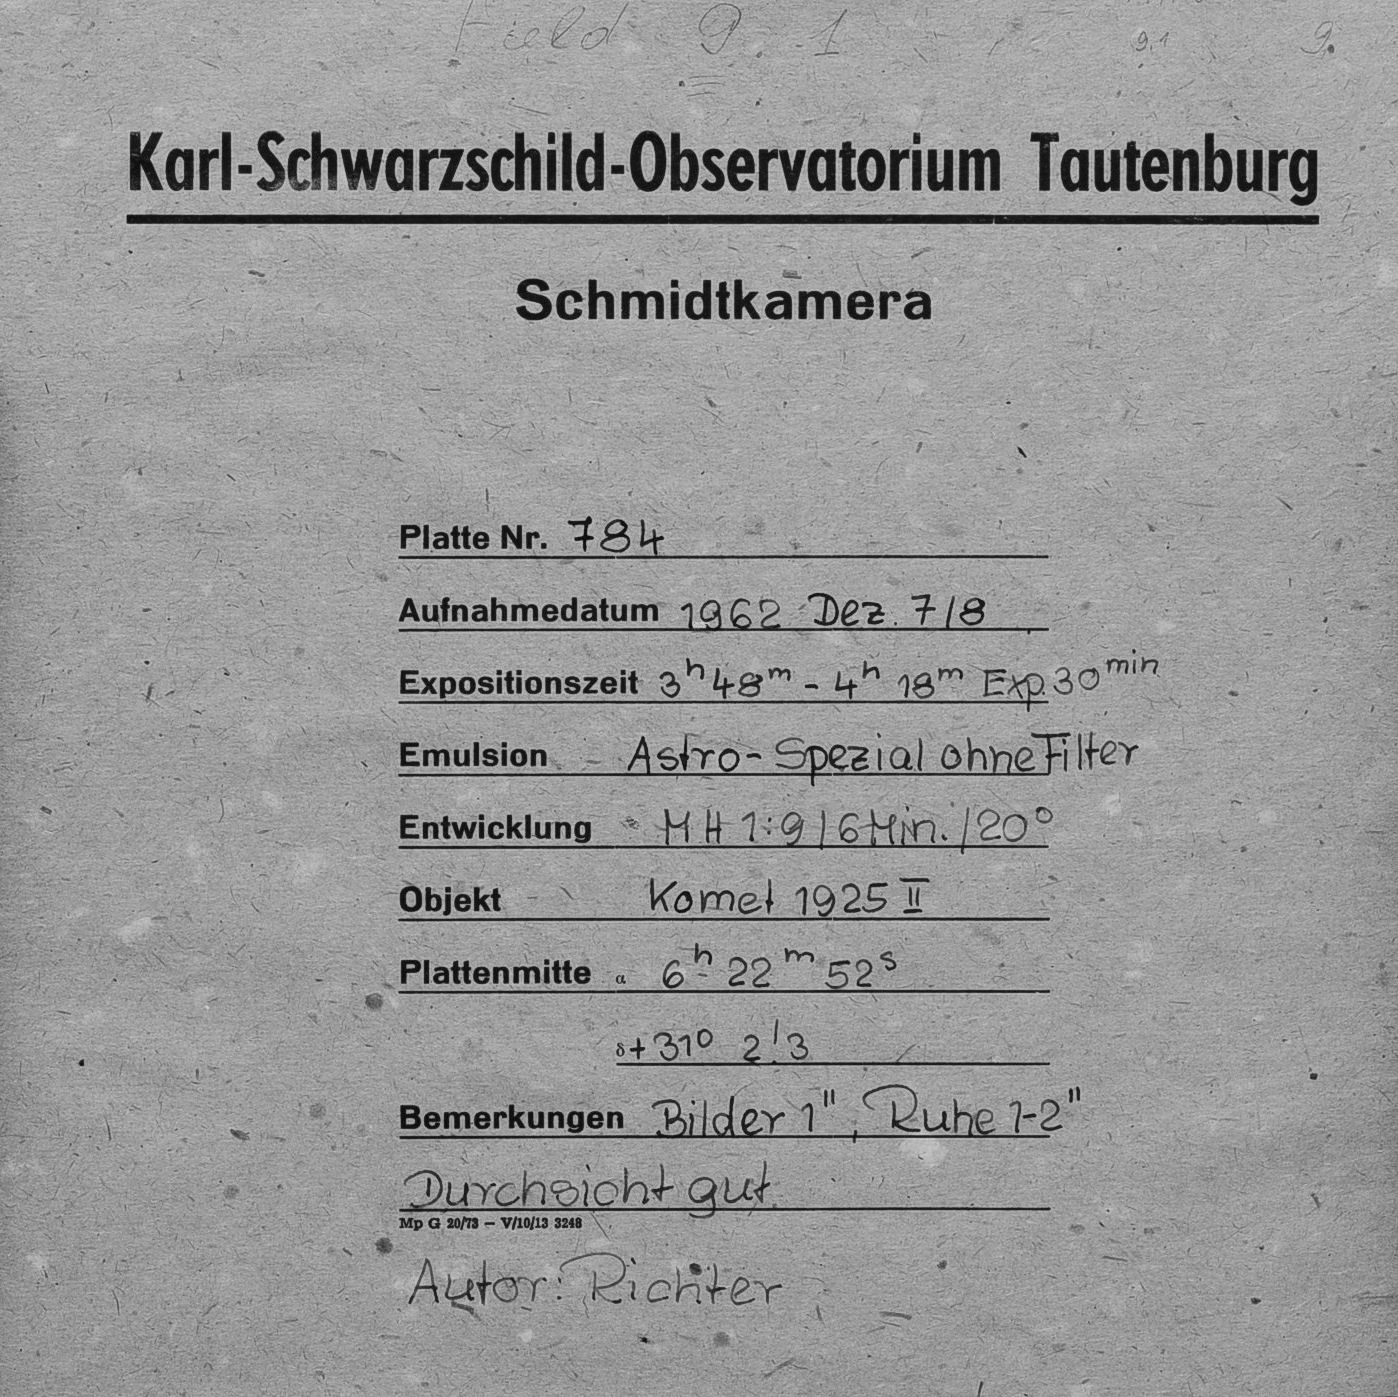 Field 9.1 9.1 9.
Karl-Schwarzschild-Observatorium Tautenburg
Schmidtkamera
Platte Nr. 784
Aufnahmedatum 1962 Dez. 7/8
Expositionszeit 3ʰ48ᵐ - 4ʰ 18ᵐ Exp. 30ᵐⁱⁿ
Emulsion Astro-Spezial ohne Filter
Entwicklung MH 1:9 / 6 Min. / 20°
Objekt Komet 1925 II
Plattenmitte α 6ʰ 22ᵐ 52ˢ
δ + 31° 2!3
Bemerkungen Bilder 1", Ruhe 1-2"
Durchsicht gut.
Mp G 20/73 – V/10/13 3248
Autor: Richter